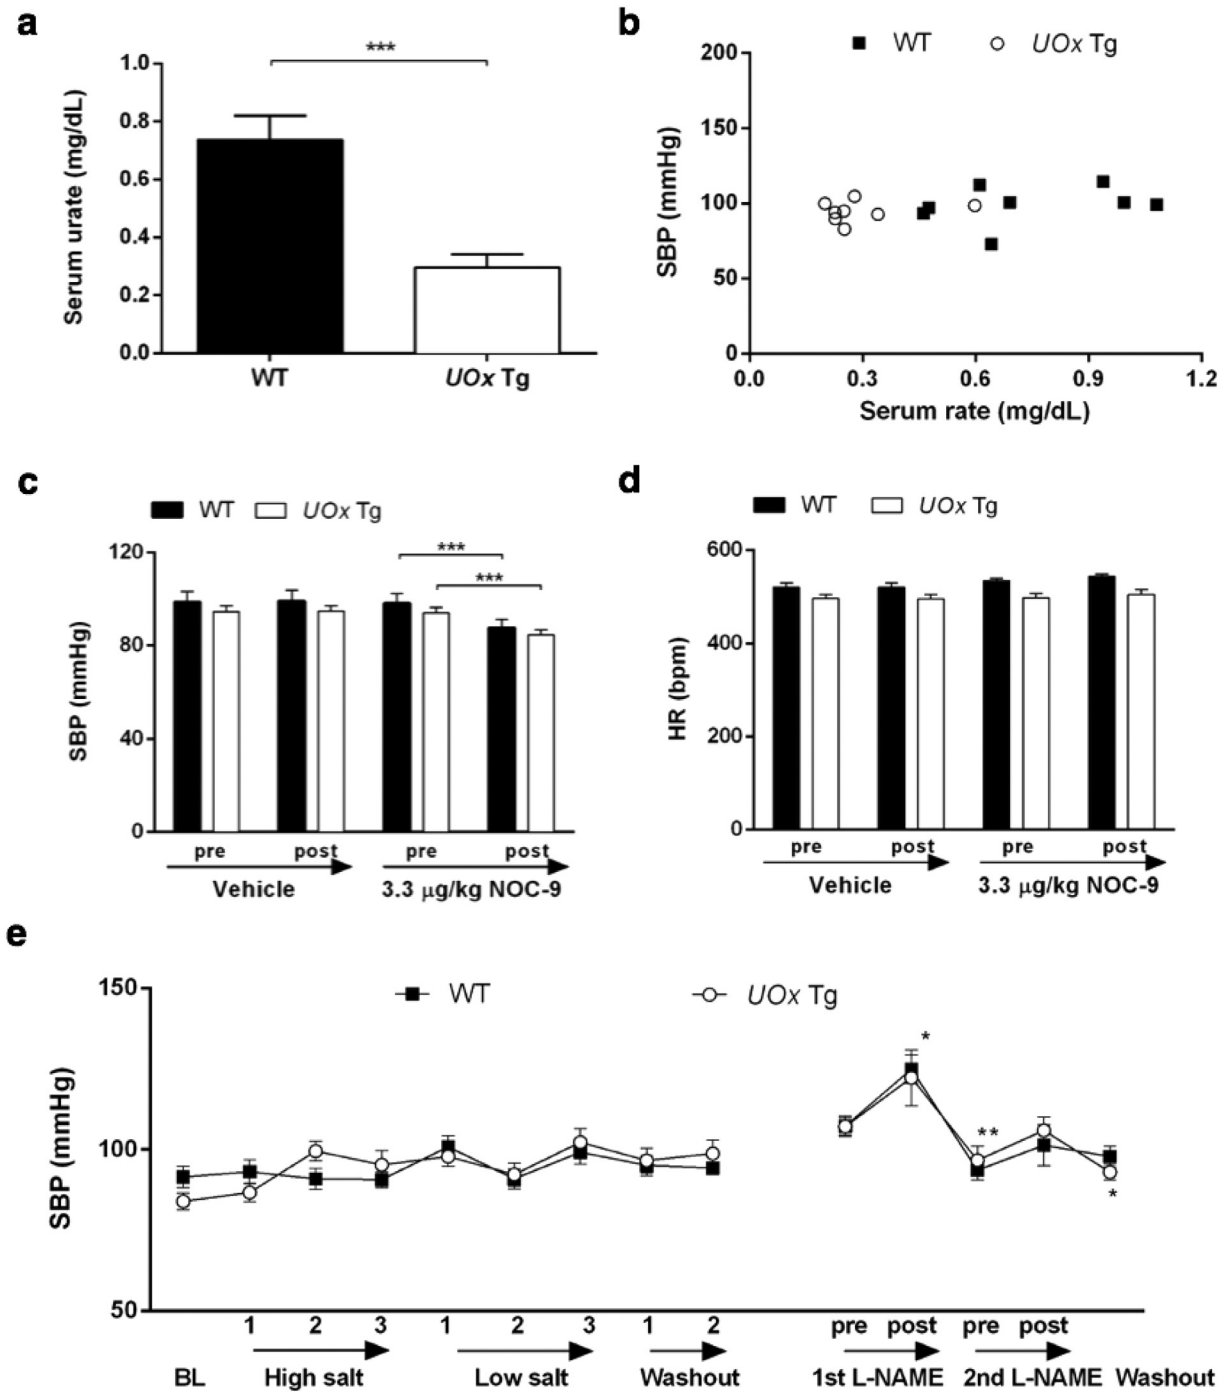 a
***
1.0
0.8
0.6
0.4
0.2
0.0
Serum urate (mg/dL)
WT
UOx Tg
b
WT
UOx Tg
200
150
100
50
0
SBP (mmHg)
0.0
0.3
0.6
0.9
1.2
Serum rate (mg/dL)
c
WT
UOx Tg
***
***
120
80
40
0
SBP (mmHg)
pre
post
pre
post
Vehicle
3.3 µg/kg NOC-9
d
WT
UOx Tg
600
400
200
0
HR (bpm)
pre
post
pre
post
Vehicle
3.3 µg/kg NOC-9
e
WT
UOx Tg
150
100
50
SBP (mmHg)
*
**
*
1 2 3 1 2 3 1 2 pre post pre post
BL High salt Low salt Washout 1st L-NAME 2nd L-NAME Washout